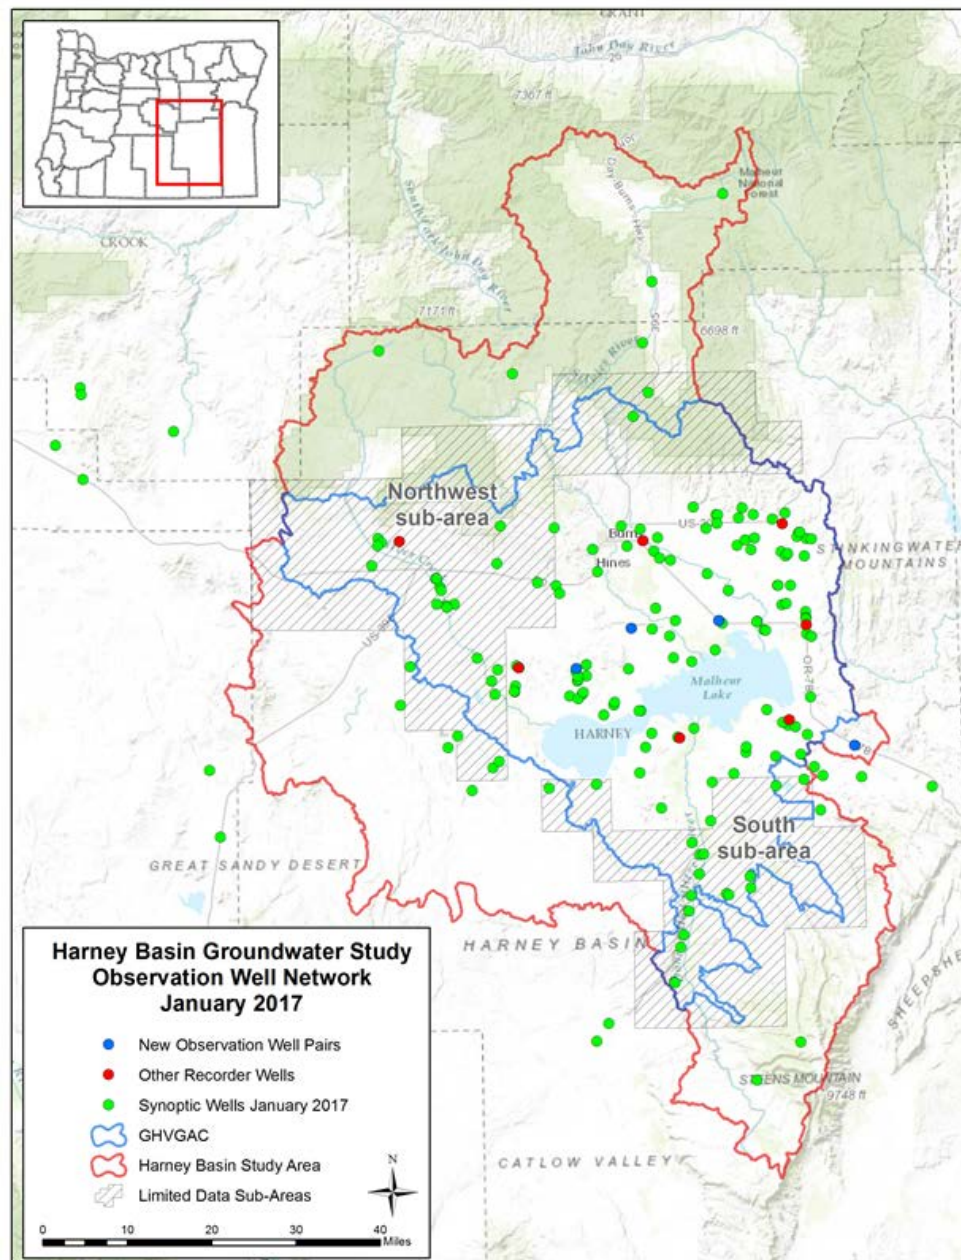 GRANT
John Day River
26
7367 ft
Malheur
National
Forest
CROOK
South Fork John Day
River
7171 ft
395
6698 ft
Northwest
sub-area
US-20
Burns
Hines
STINKINGWATER
MOUNTAINS
US-395
OR-78
Malheur
Lake
HARNEY
South
sub-area
GREAT SANDY DESERT
HARNEY BASIN
STEENS MOUNTAIN
9748 ft
CATLOW VALLEY
Harney Basin Groundwater Study
Observation Well Network
January 2017
New Observation Well Pairs
Other Recorder Wells
Synoptic Wells January 2017
GHVGAC
Harney Basin Study Area
Limited Data Sub-Areas
N
0 10 20 40
Miles